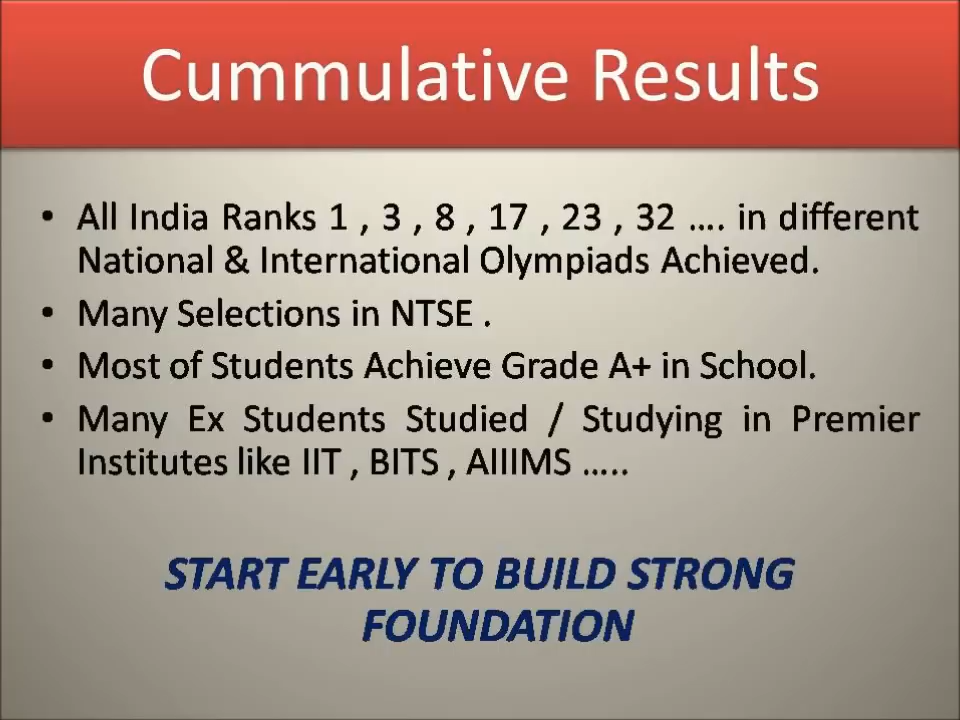 Cummulative Results
• All India Ranks 1 , 3 , 8 , 17 , 23 , 32 .... in different
National & International Olympiads Achieved.
• Many Selections in NTSE .
• Most of Students Achieve Grade A+ in School.
• Many Ex Students Studied / Studying in Premier
Institutes like IIT , BITS , AIIIMS .....
START EARLY TO BUILD STRONG
FOUNDATION